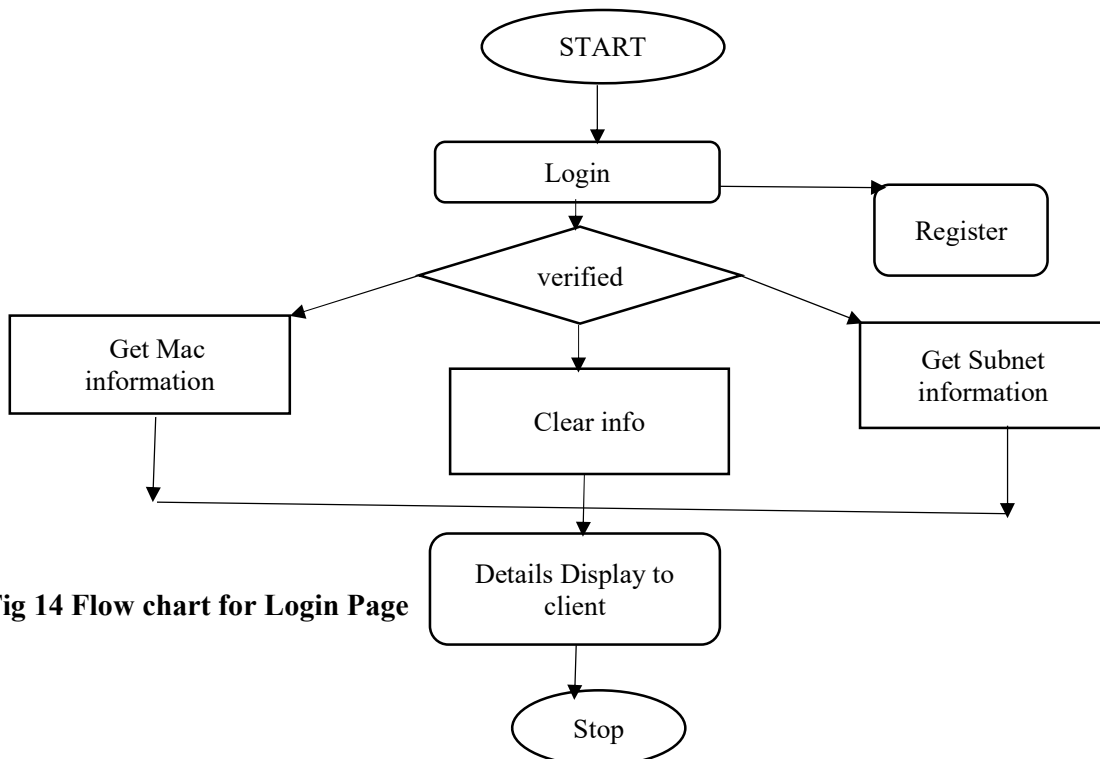 START
Login
Register
verified
Get Mac
information
Get Subnet
information
Clear info
Details Display to
client
ig 14 Flow chart for Login Page
Stop